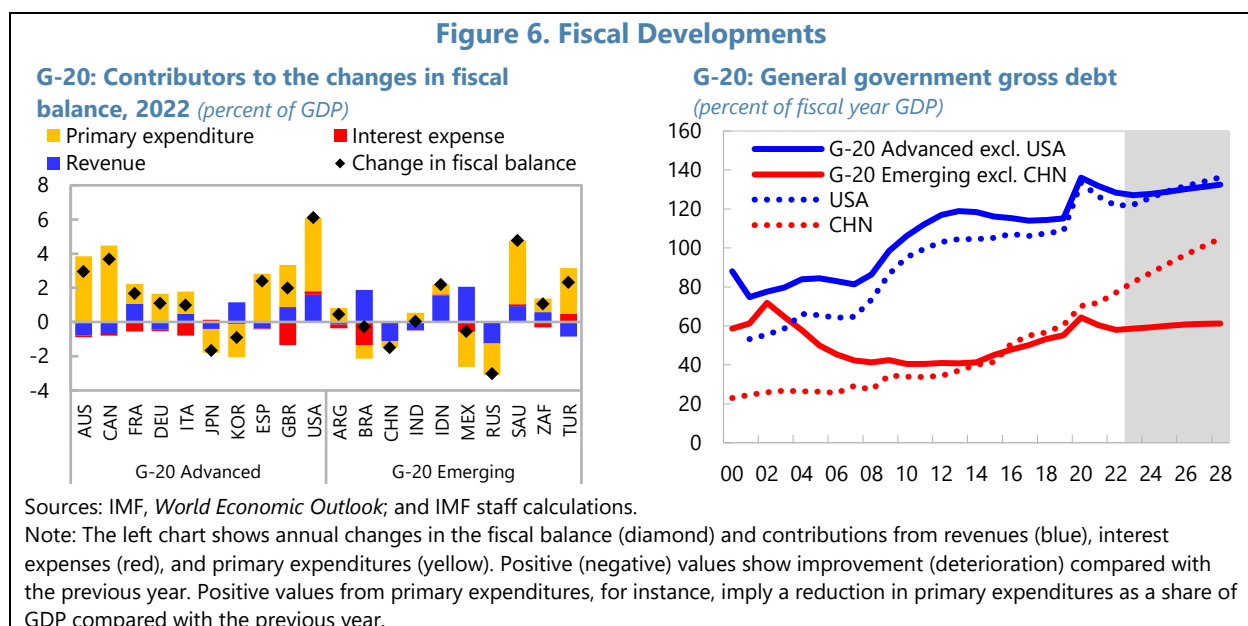 Figure 6. Fiscal Developments
G-20: Contributors to the changes in fiscal
balance, 2022 (percent of GDP)
Primary expenditure
Interest expense
Revenue
Change in fiscal balance
8
6
4
2
0
-2
-4
AUS
CAN
FRA
DEU
ITA
JPN
KOR
ESP
GBR
USA
ARG
BRA
CHN
IND
IDN
MEX
RUS
SAU
ZAF
TUR
G-20 Advanced
G-20 Emerging
G-20: General government gross debt
(percent of fiscal year GDP)
160
140
120
100
80
60
40
20
0
G-20 Advanced excl. USA
G-20 Emerging excl. CHN
USA
CHN
00 02 04 06 08 10 12 14 16 18 20 22 24 26 28
Sources: IMF, World Economic Outlook; and IMF staff calculations.
Note: The left chart shows annual changes in the fiscal balance (diamond) and contributions from revenues (blue), interest
expenses (red), and primary expenditures (yellow). Positive (negative) values show improvement (deterioration) compared with
the previous year. Positive values from primary expenditures, for instance, imply a reduction in primary expenditures as a share of
GDP compared with the previous year.